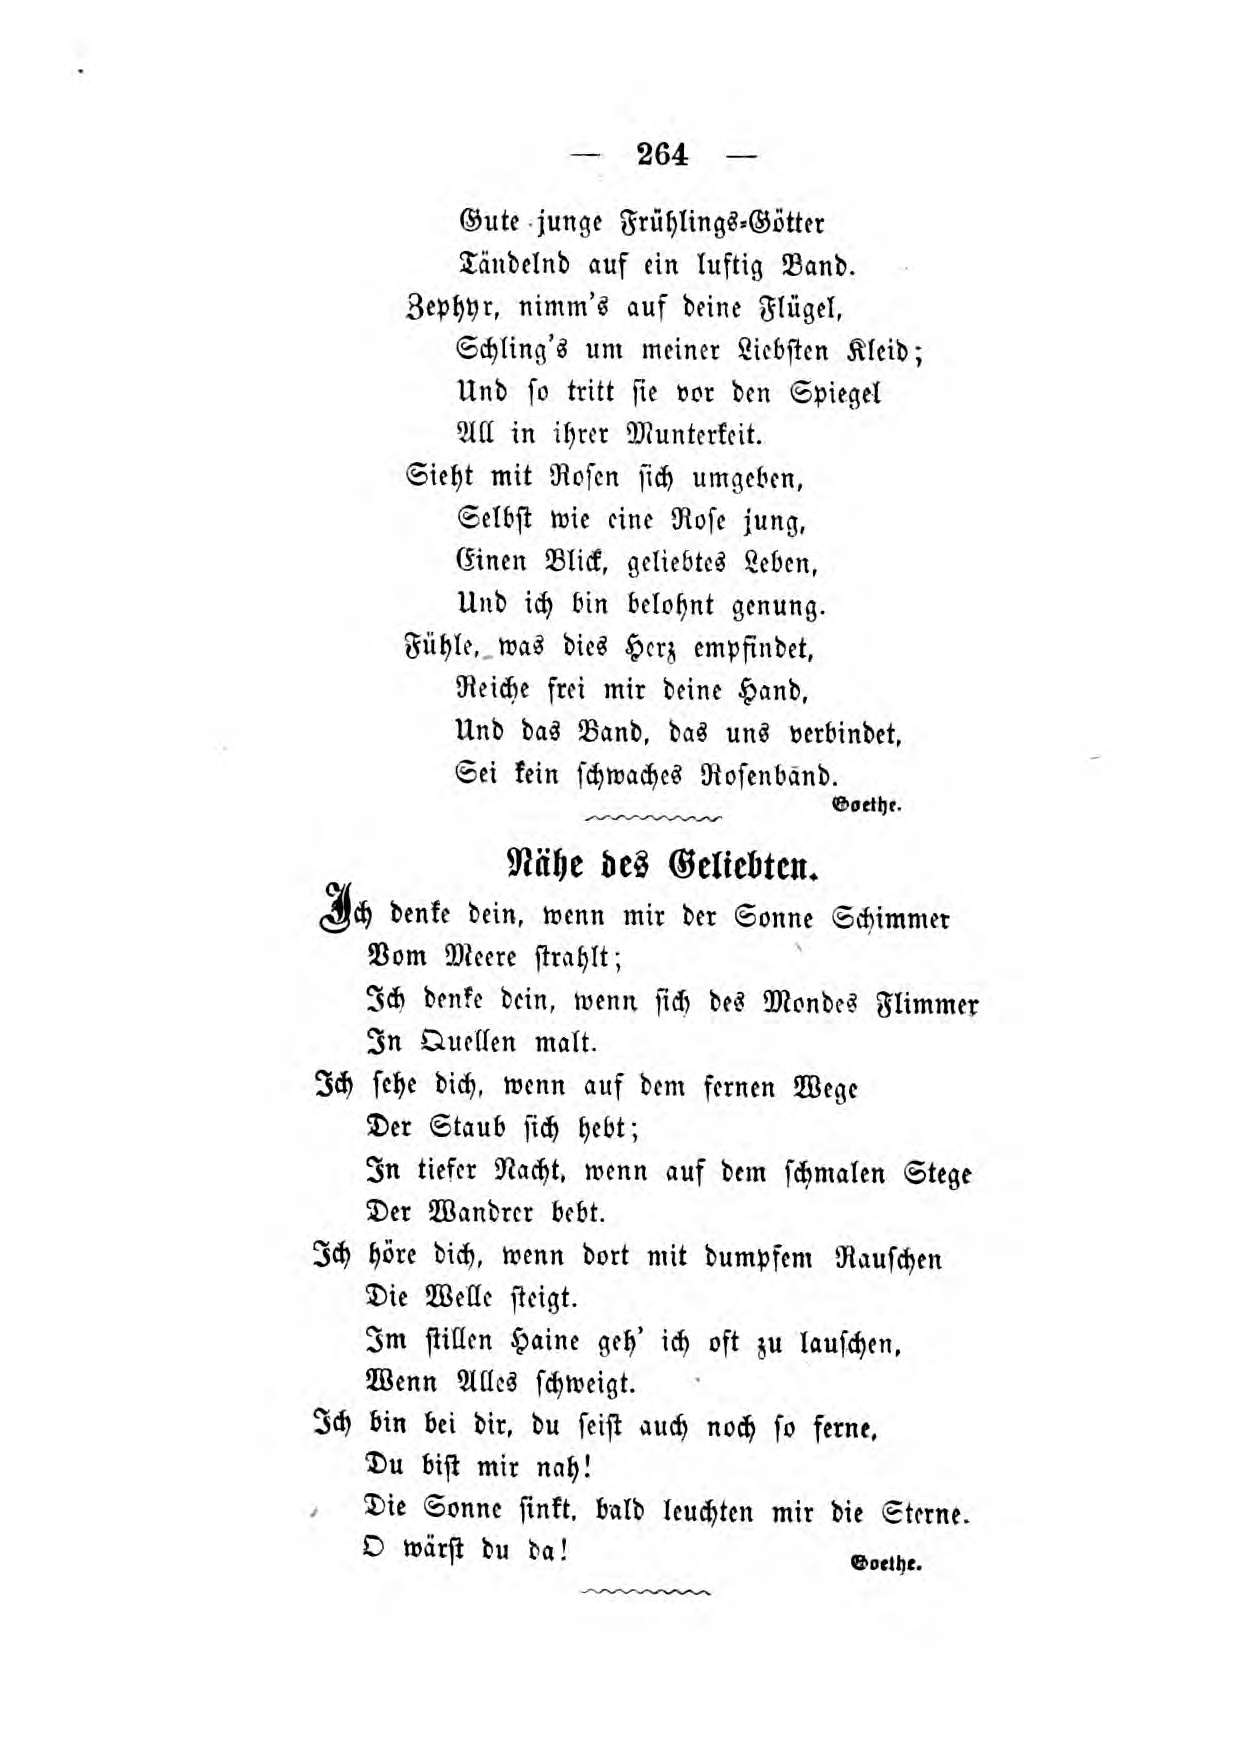 — 264 —
Gute junge Frühlings-Götter
Tändelnd auf ein luftig Band.
Zephyr, nimm's auf deine Flügel,
Schling's um meiner Liebsten Kleid;
Und so tritt sie vor den Spiegel
All in ihrer Munterkeit.
Sieht mit Rosen sich umgeben,
Selbst wie eine Rose jung,
Einen Blick, geliebtes Leben,
Und ich bin belohnt genung.
Fühle, was dies Herz empfindet,
Reiche frei mir deine Hand,
Und das Band, das uns verbindet,
Sei kein schwaches Rosenband.
Goethe.
Nähe des Geliebten.
Ich denke dein, wenn mir der Sonne Schimmer
Vom Meere strahlt;
Ich denke dein, wenn sich des Mondes Flimmer
In Quellen malt.
Ich sehe dich, wenn auf dem fernen Wege
Der Staub sich hebt;
In tiefer Nacht, wenn auf dem schmalen Stege
Der Wandrer bebt.
Ich höre dich, wenn dort mit dumpfem Rauschen
Die Welle steigt.
Im stillen Haine geh' ich oft zu lauschen,
Wenn Alles schweigt.
Ich bin bei dir, du seist auch noch so ferne,
Du bist mir nah!
Die Sonne sinkt, bald leuchten mir die Sterne.
O wärst du da!
Goethe.